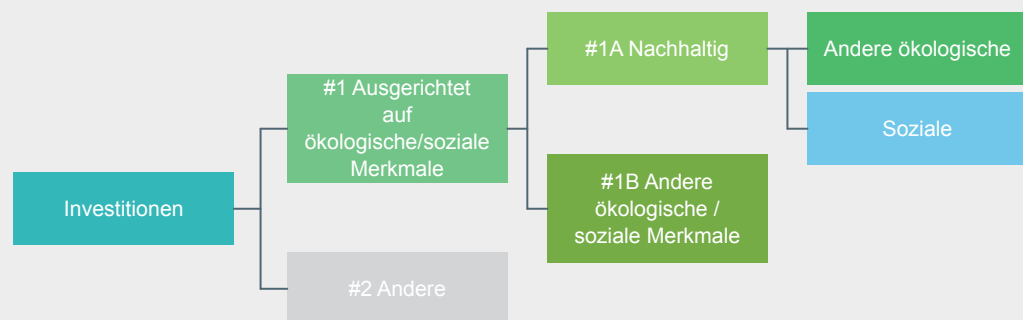 Investitionen
#1 Ausgerichtet
auf
ökologische/soziale
Merkmale
#2 Andere
#1A Nachhaltig
#1B Andere
ökologische /
soziale Merkmale
Andere ökologische
Soziale